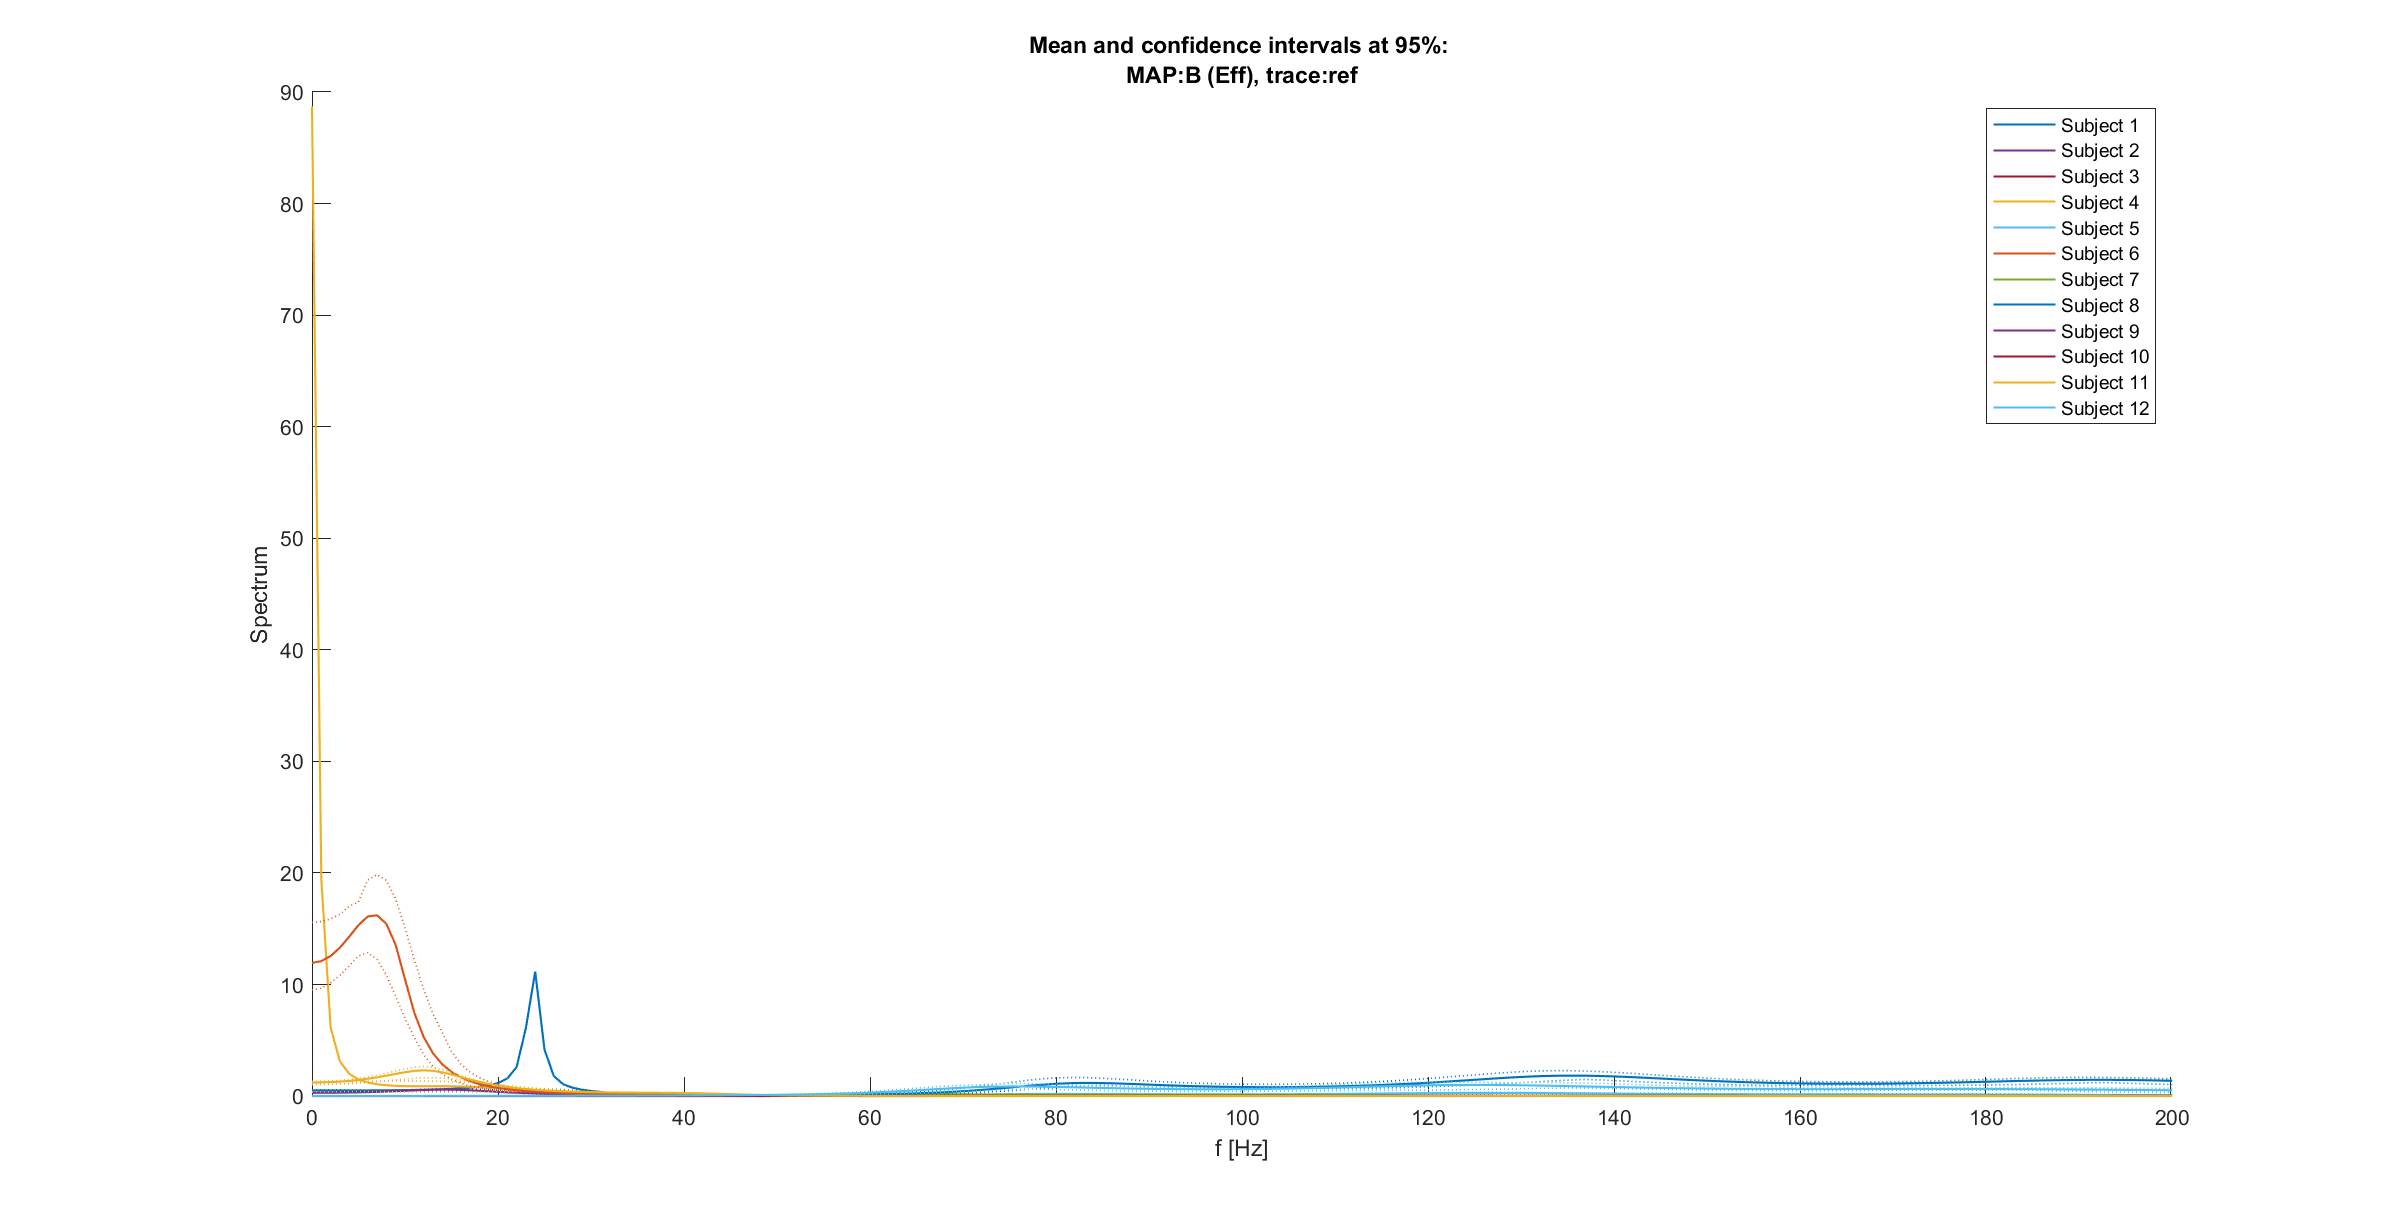 Mean and confidence intervals at 95%:
MAP:B (Eff), trace:ref
90
80
70
60
50
40
30
20
10
0
Spectrum
0 20 40 60 80 100 120 140 160 180 200
f [Hz]
Subject 1
Subject 2
Subject 3
Subject 4
Subject 5
Subject 6
Subject 7
Subject 8
Subject 9
Subject 10
Subject 11
Subject 12